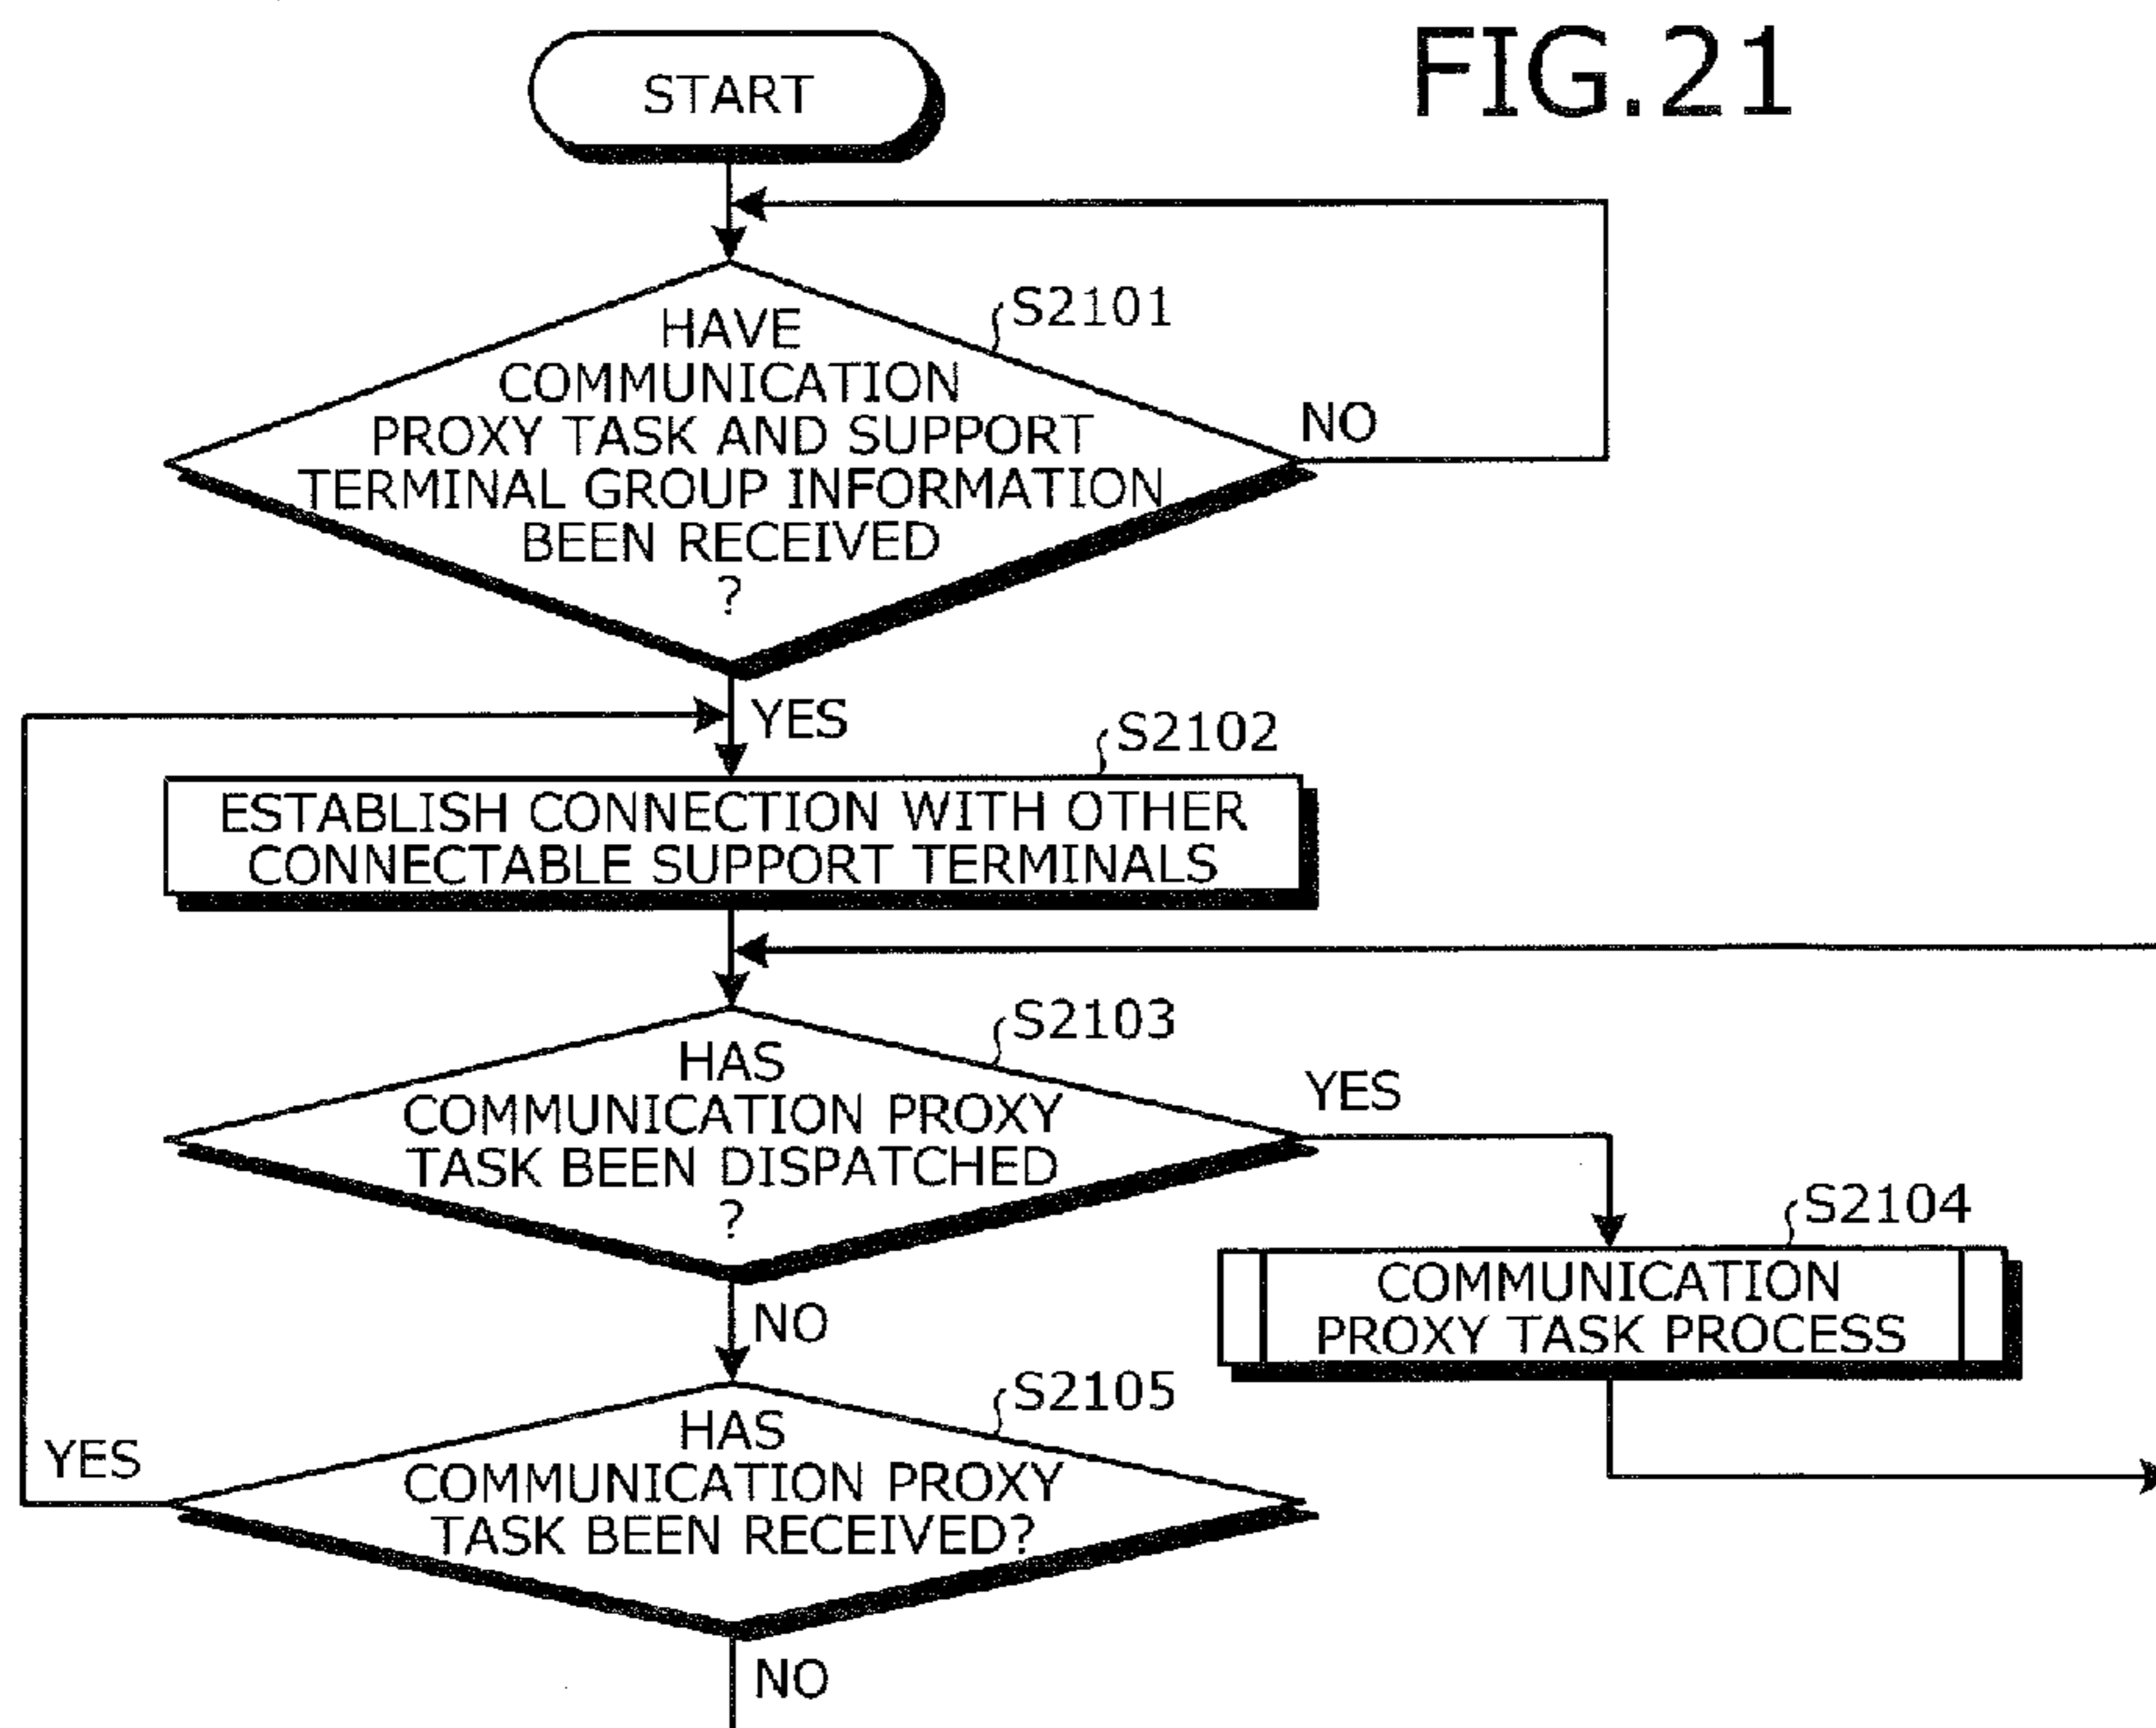 FIG.21
START
S2101
HAVE
COMMUNICATION
PROXY TASK AND SUPPORT
TERMINAL GROUP INFORMATION
BEEN RECEIVED
?
NO
YES
S2102
ESTABLISH CONNECTION WITH OTHER
CONNECTABLE SUPPORT TERMINALS
S2103
HAS
COMMUNICATION PROXY
TASK BEEN DISPATCHED
?
YES
S2104
COMMUNICATION
PROXY TASK PROCESS
NO
S2105
HAS
COMMUNICATION PROXY
TASK BEEN RECEIVED?
YES
NO